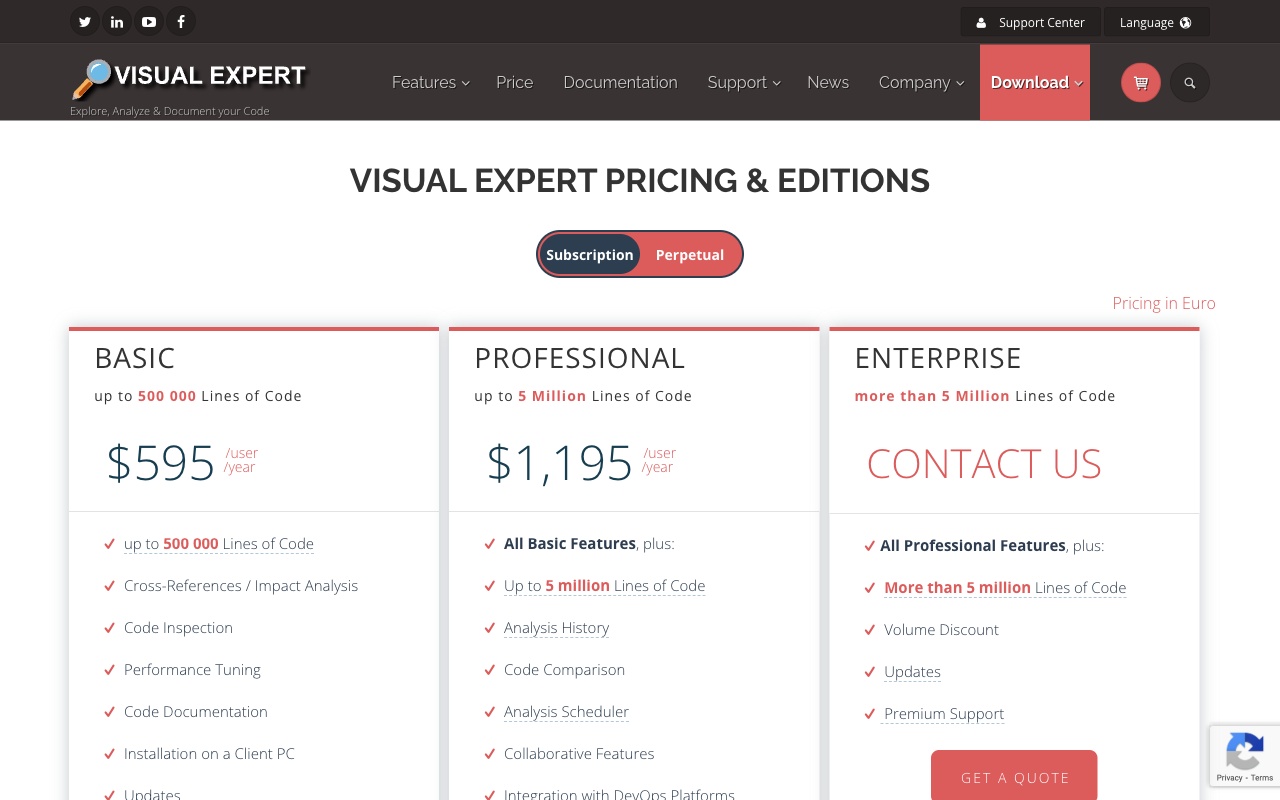 Support Center
Language
VISUAL EXPERT
Explore, Analyze & Document your Code
Features
Price
Documentation
Support
News
Company
Download
VISUAL EXPERT PRICING & EDITIONS
Subscription
Perpetual
Pricing in Euro
BASIC
up to 500 000 Lines of Code
$595 /user
/year
up to 500 000 Lines of Code
Cross-References / Impact Analysis
Code Inspection
Performance Tuning
Code Documentation
Installation on a Client PC
Updates
PROFESSIONAL
up to 5 Million Lines of Code
$1,195 /user
/year
All Basic Features, plus:
Up to 5 million Lines of Code
Analysis History
Code Comparison
Analysis Scheduler
Collaborative Features
Integration with DevOps Platforms
ENTERPRISE
more than 5 Million Lines of Code
CONTACT US
All Professional Features, plus:
More than 5 million Lines of Code
Volume Discount
Updates
Premium Support
GET A QUOTE
Privacy - Terms